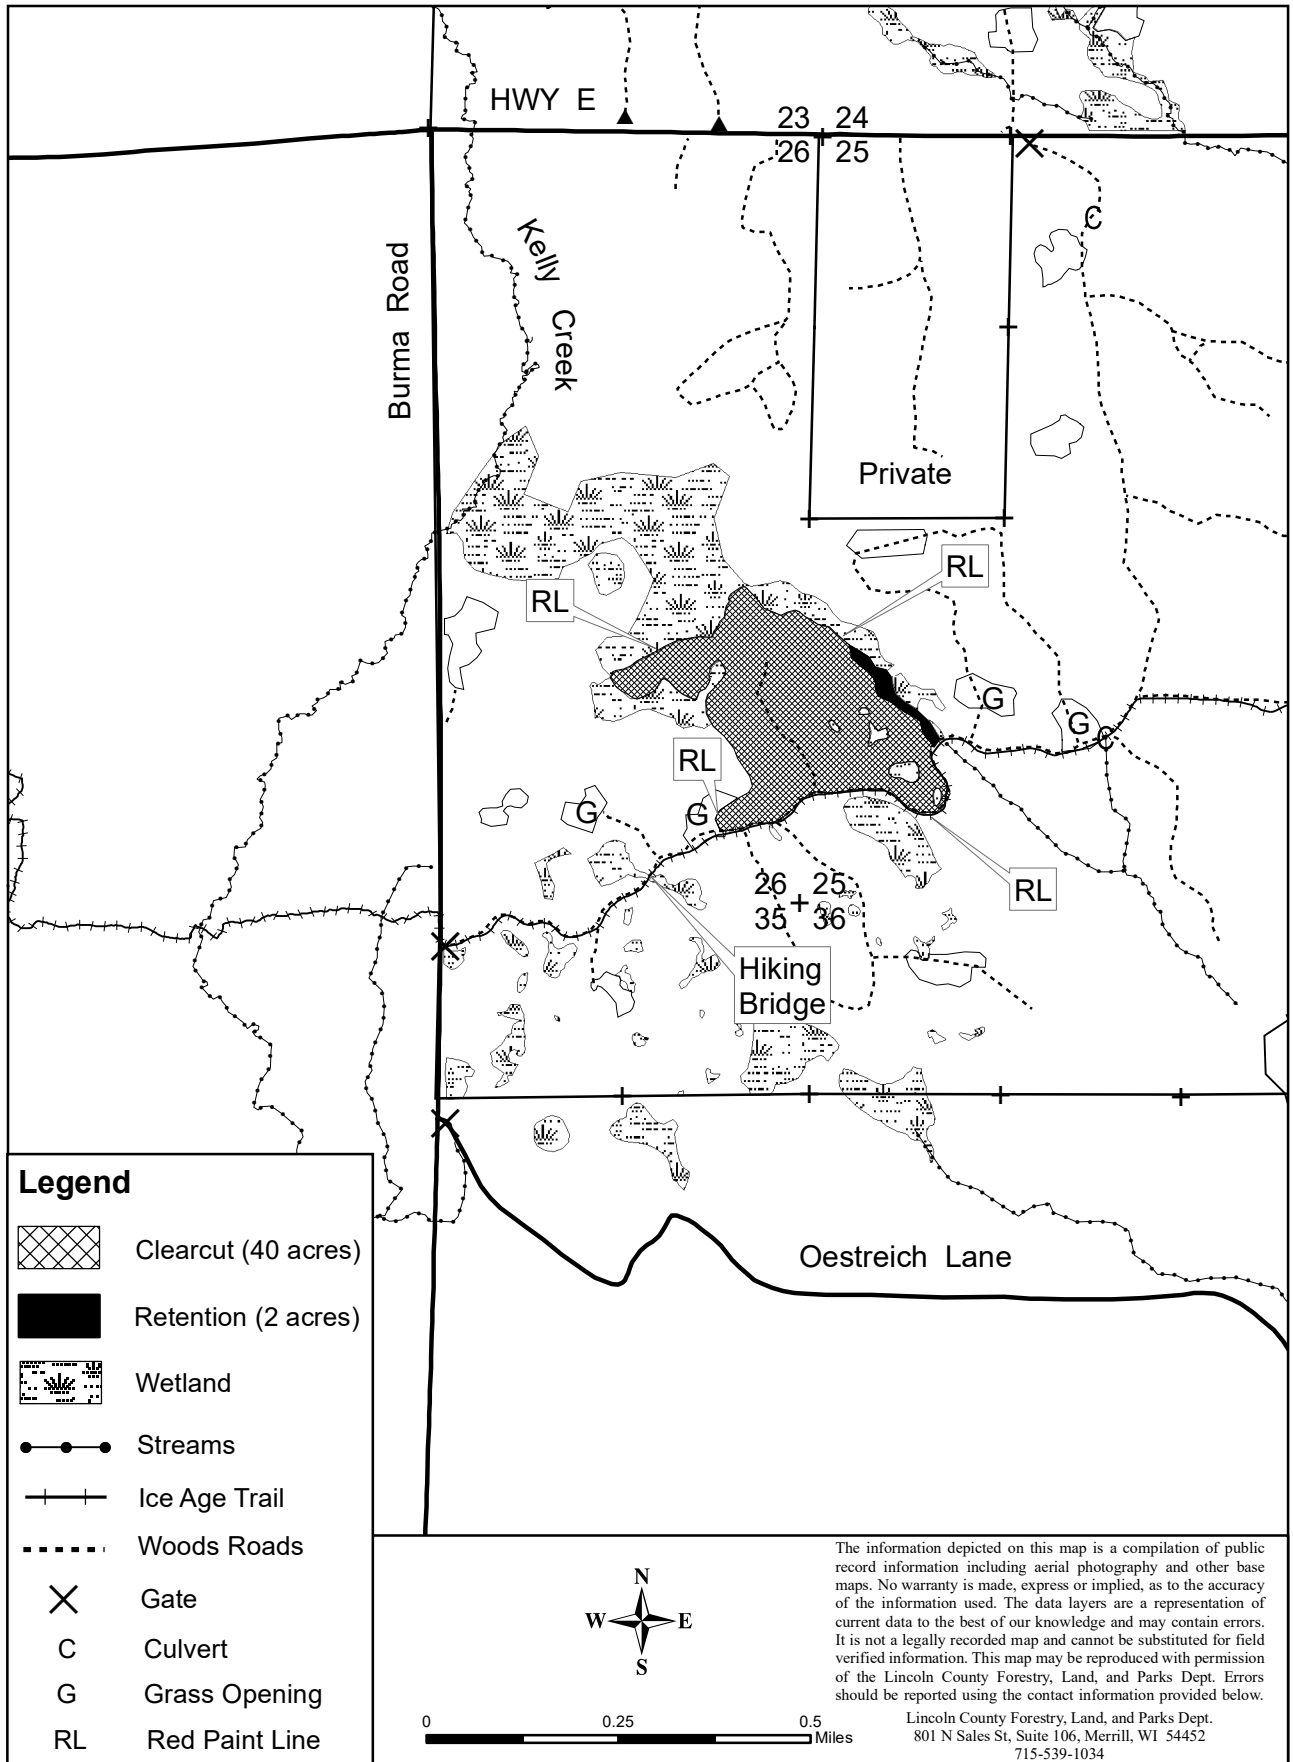 HWY E
23 24
26 25
Kelly Creek
Burma Road
Private
RL
RL
G
G
C
C
RL
G
G
RL
26 25
35 36
Hiking
Bridge
Oestreich Lane
Legend
Clearcut (40 acres)
Retention (2 acres)
Wetland
Streams
Ice Age Trail
Woods Roads
Gate
C Culvert
G Grass Opening
RL Red Paint Line
N
W E
S
0 0.25 0.5
Miles
The information depicted on this map is a compilation of public
record information including aerial photography and other base
maps. No warranty is made, express or implied, as to the accuracy
of the information used. The data layers are a representation of
current data to the best of our knowledge and may contain errors.
It is not a legally recorded map and cannot be substituted for field
verified information. This map may be reproduced with permission
of the Lincoln County Forestry, Land, and Parks Dept. Errors
should be reported using the contact information provided below.
Lincoln County Forestry, Land, and Parks Dept.
801 N Sales St, Suite 106, Merrill, WI 54452
715-539-1034